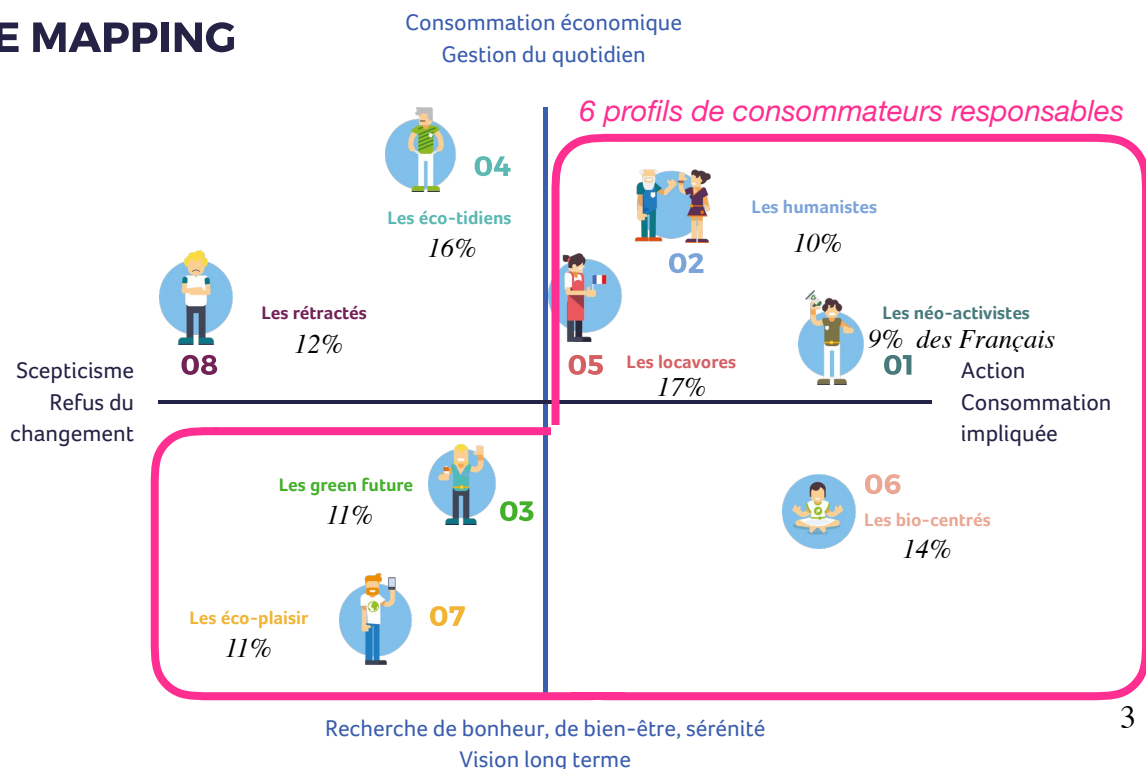 E MAPPING
Consommation économique
Gestion du quotidien
6 profils de consommateurs responsables
04
Les éco-tidiens
16%
Les humanistes
10%
02
Les rétractés
12%
08
Les néo-activistes
9% des Français
01
05
Les locavores
17%
Scepticisme
Refus du
changement
Action
Consommation
impliquée
Les green future
11%
03
06
Les bio-centrés
14%
Les éco-plaisir
11%
07
Recherche de bonheur, de bien-être, sérénité
Vision long terme
3